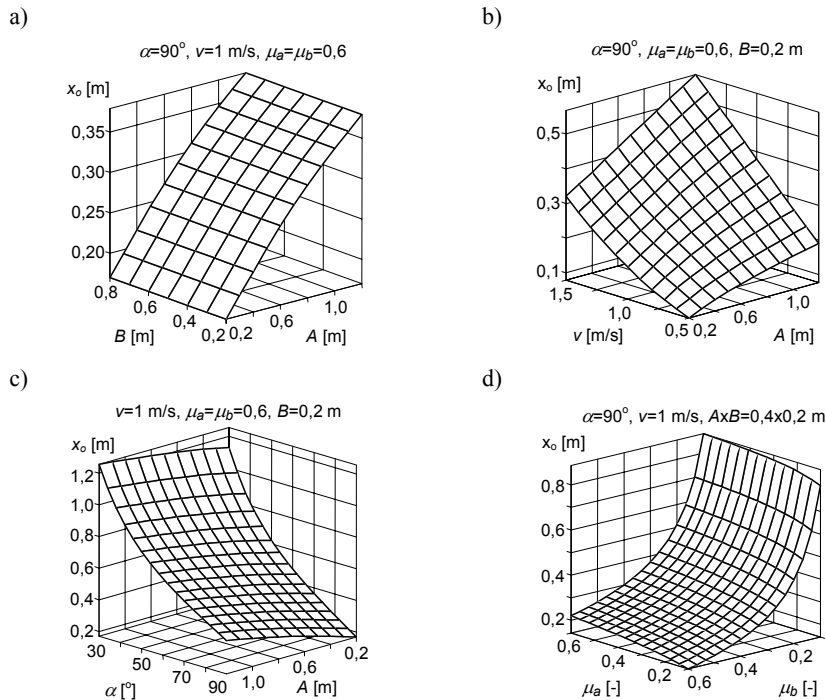 a)
α=90°, v=1 m/s, μa=μb=0,6
xo [m]
0,35
0,30
0,25
0,20
0,8
0,6
0,4
0,2
B [m]
0,2
0,6
1,0
A [m]
b)
α=90°, μa=μb=0,6, B=0,2 m
xo [m]
0,5
0,3
0,1
1,5
1,0
0,5
v [m/s]
0,2
0,6
1,0
A [m]
c)
v=1 m/s, μa=μb=0,6, B=0,2 m
xo [m]
1,2
1,0
0,8
0,6
0,4
0,2
30
50
70
90
α [°]
1,0
0,6
0,2
A [m]
d)
α=90°, v=1 m/s, AxB=0,4x0,2 m
xo [m]
0,8
0,6
0,4
0,2
0,6
0,4
0,2
μa [-]
0,6
0,4
0,2
μb [-]